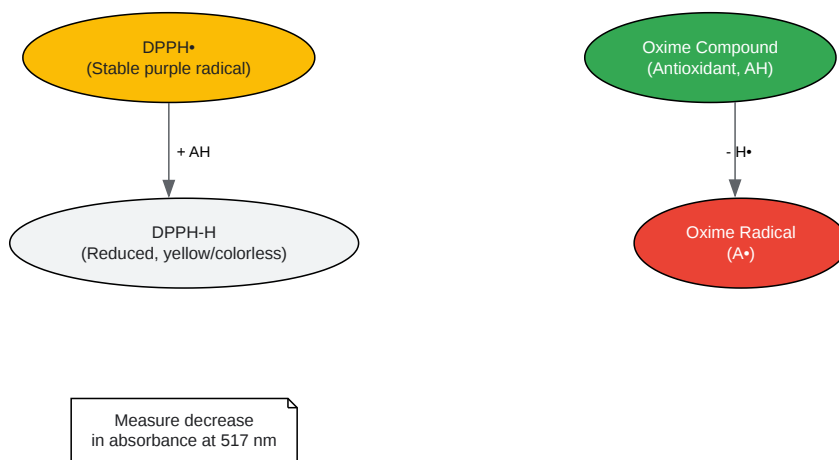 DPPH•
(Stable purple radical)
Oxime Compound
(Antioxidant, AH)
+ AH
- H•
DPPH-H
(Reduced, yellow/colorless)
Oxime Radical
(A•)
Measure decrease
in absorbance at 517 nm